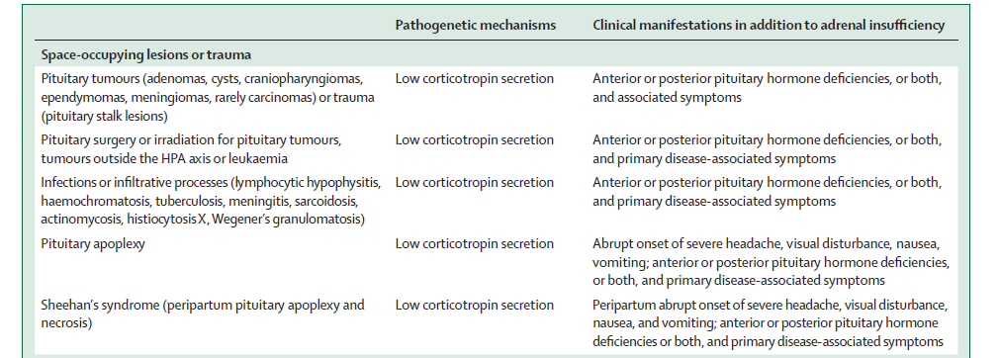 Pathogenetic mechanisms Clinical manifestations in addition to adrenal insufficiency
Space-occupying lesions or trauma
Pituitary tumours (adenomas, cysts, craniopharyngiomas, Low corticotropin secretion Anterior or posterior pituitary hormone deficiencies, or both,
ependymomas, meningiomas, rarely carcinomas) or trauma and associated symptoms
(pituitary stalk lesions)
Pituitary surgery or irradiation for pituitary tumours, Low corticotropin secretion Anterior or posterior pituitary hormone deficiencies, or both,
tumours outside the HPA axis or leukaemia and primary disease-associated symptoms
Infections or infiltrative processes (lymphocytic hypophysitis, Low corticotropin secretion Anterior or posterior pituitary hormone deficiencies, or both,
haemochromatosis, tuberculosis, meningitis, sarcoidosis, and primary disease-associated symptoms
actinomycosis, histiocytosis X, Wegener's granulomatosis)
Pituitary apoplexy Low corticotropin secretion Abrupt onset of severe headache, visual disturbance, nausea,
vomiting; anterior or posterior pituitary hormone deficiencies,
or both, and primary disease-associated symptoms
Sheehan's syndrome (peripartum pituitary apoplexy and Low corticotropin secretion Peripartum abrupt onset of severe headache, visual disturbance,
necrosis) nausea, and vomiting; anterior or posterior pituitary hormone
deficiencies or both, and primary disease-associated symptoms